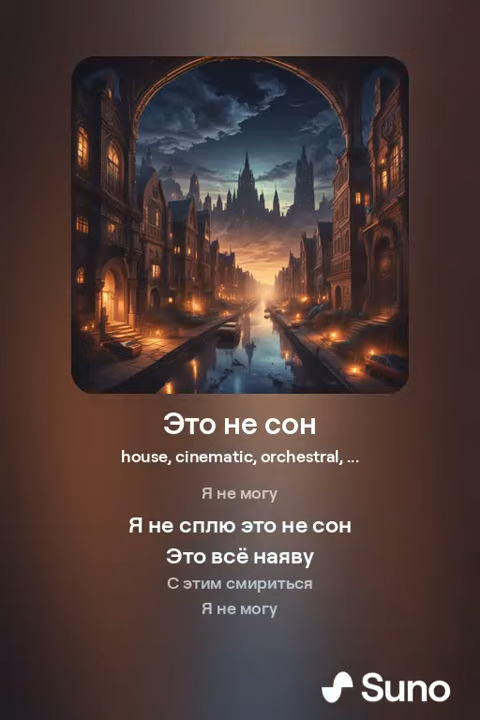 Это не сон
house, cinematic, orchestral, ...
Я не могу
Я не сплю это не сон
Это всё наяву
С этим смириться
Я не могу
Suno